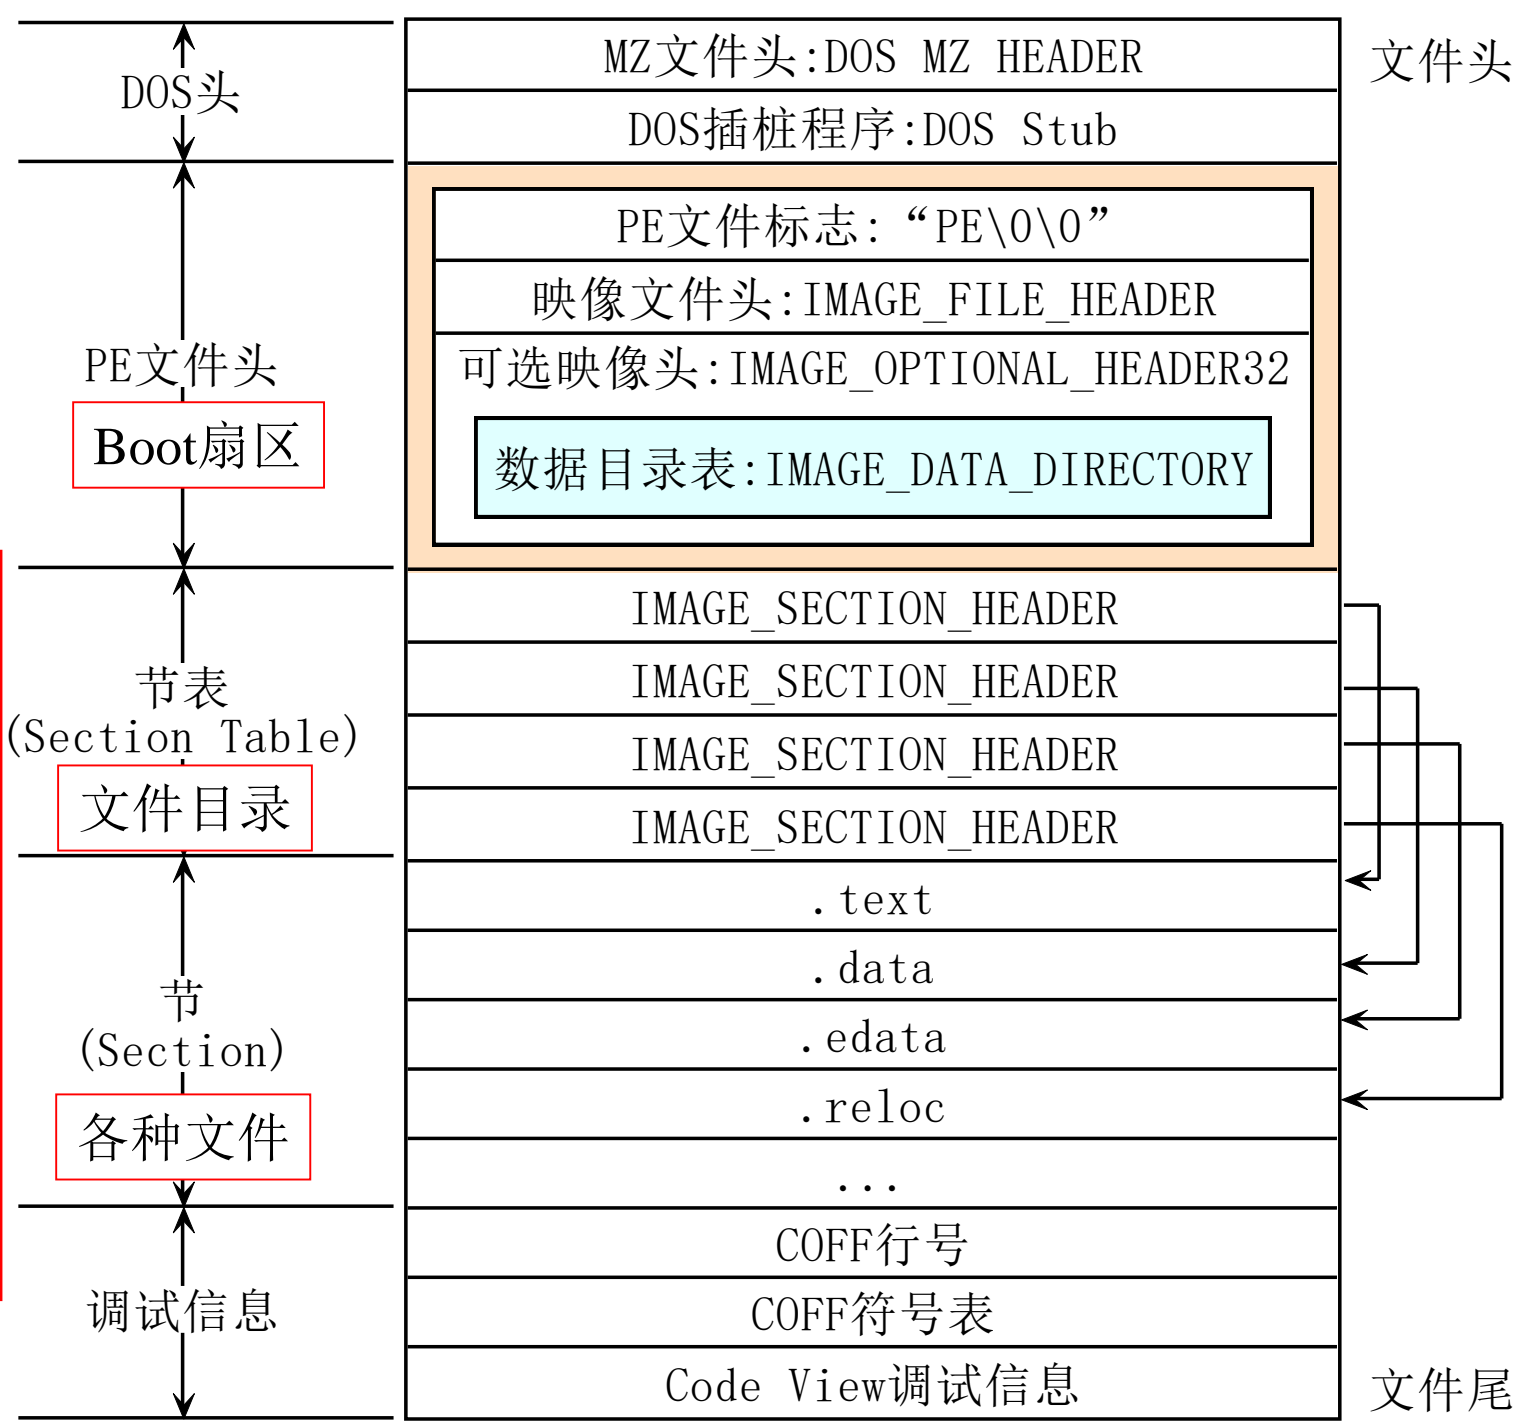 MZ文件头:DOS MZ HEADER
文件头
DOS头
DOS插桩程序:DOS Stub
PE文件标志:“PE\0\0”
映像文件头:IMAGE_FILE_HEADER
PE文件头
可选映像头:IMAGE_OPTIONAL_HEADER32
Boot扇区
数据目录表:IMAGE_DATA_DIRECTORY
IMAGE_SECTION_HEADER
节表
(Section Table)
IMAGE_SECTION_HEADER
IMAGE_SECTION_HEADER
文件目录
IMAGE_SECTION_HEADER
.text
.data
节
(Section)
.edata
.reloc
各种文件
...
COFF行号
调试信息
COFF符号表
Code View调试信息
文件尾